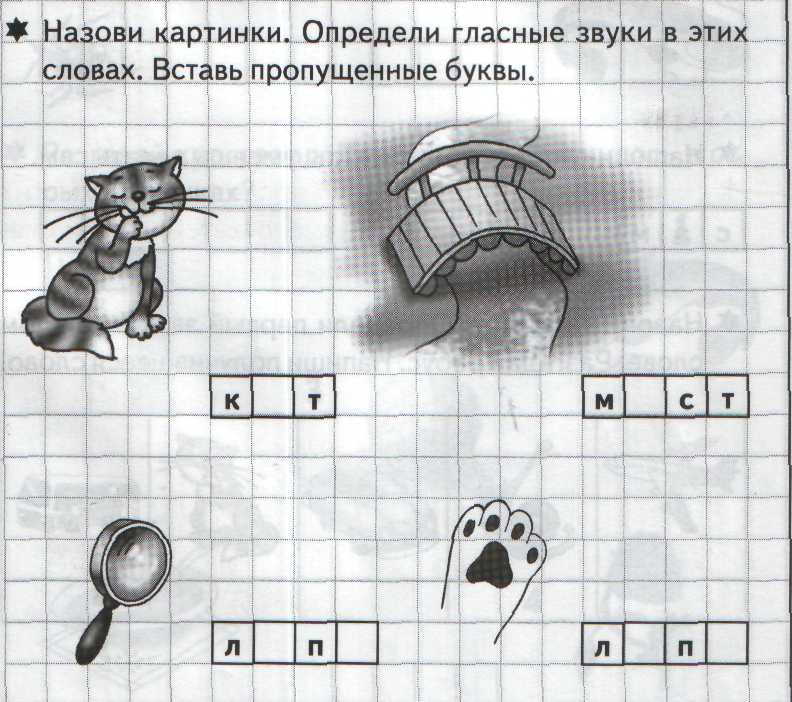 Назови картинки. Определи гласные звуки в этих
словах. Вставь пропущенные буквы.
к т
м с т
л п
л п